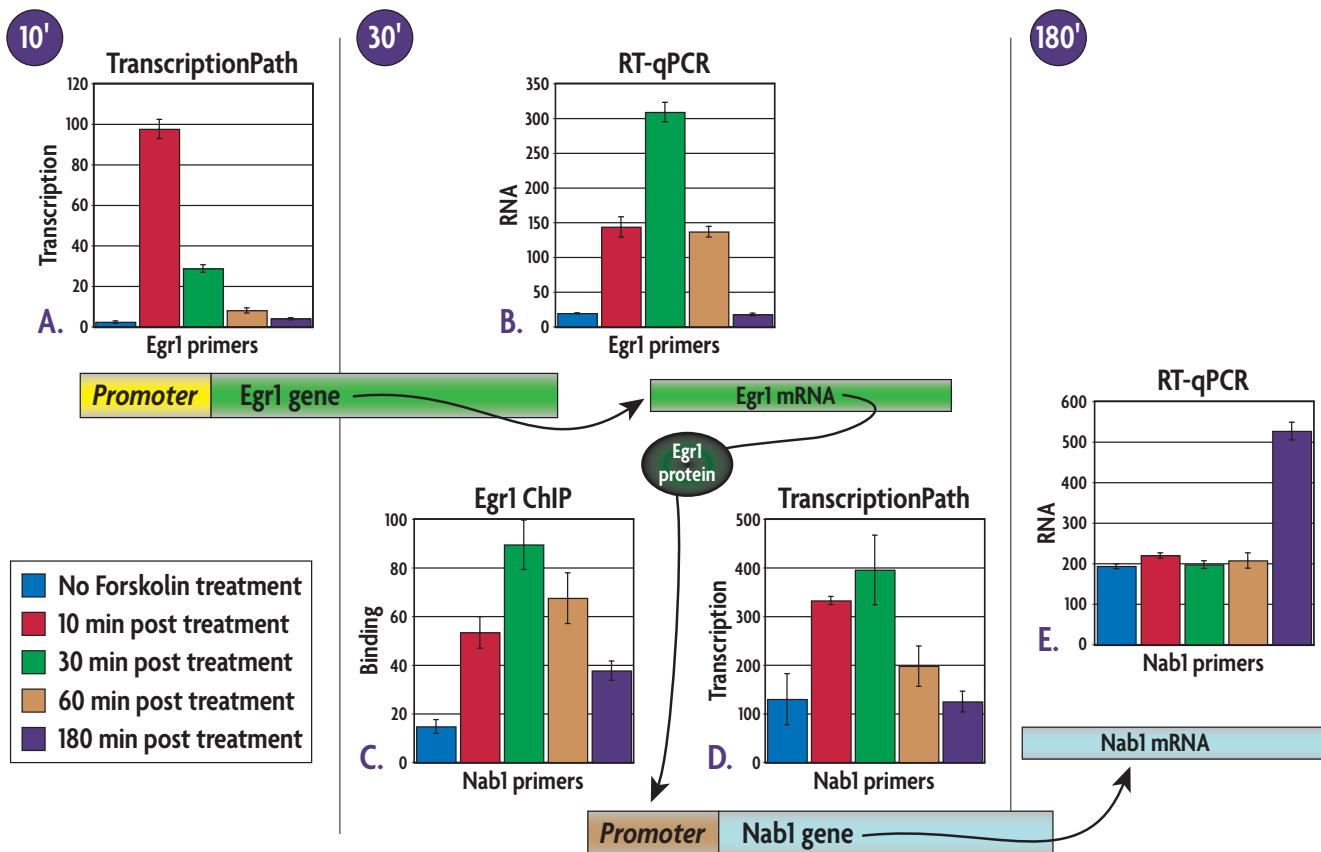 10'
30'
180'
TranscriptionPath
120
100
80
60
40
20
0
Transcription
A.
Egr1 primers
RT-qPCR
350
300
250
200
150
100
50
0
RNA
B.
Egr1 primers
Promoter
Egr1 gene
Egr1 mRNA
Egr1
protein
Egr1 ChIP
100
80
60
40
20
0
Binding
C.
Nab1 primers
TranscriptionPath
500
400
300
200
100
0
Transcription
D.
Nab1 primers
RT-qPCR
600
500
400
300
200
100
0
RNA
E.
Nab1 primers
No Forskolin treatment
10 min post treatment
30 min post treatment
60 min post treatment
180 min post treatment
Nab1 mRNA
Promoter
Nab1 gene